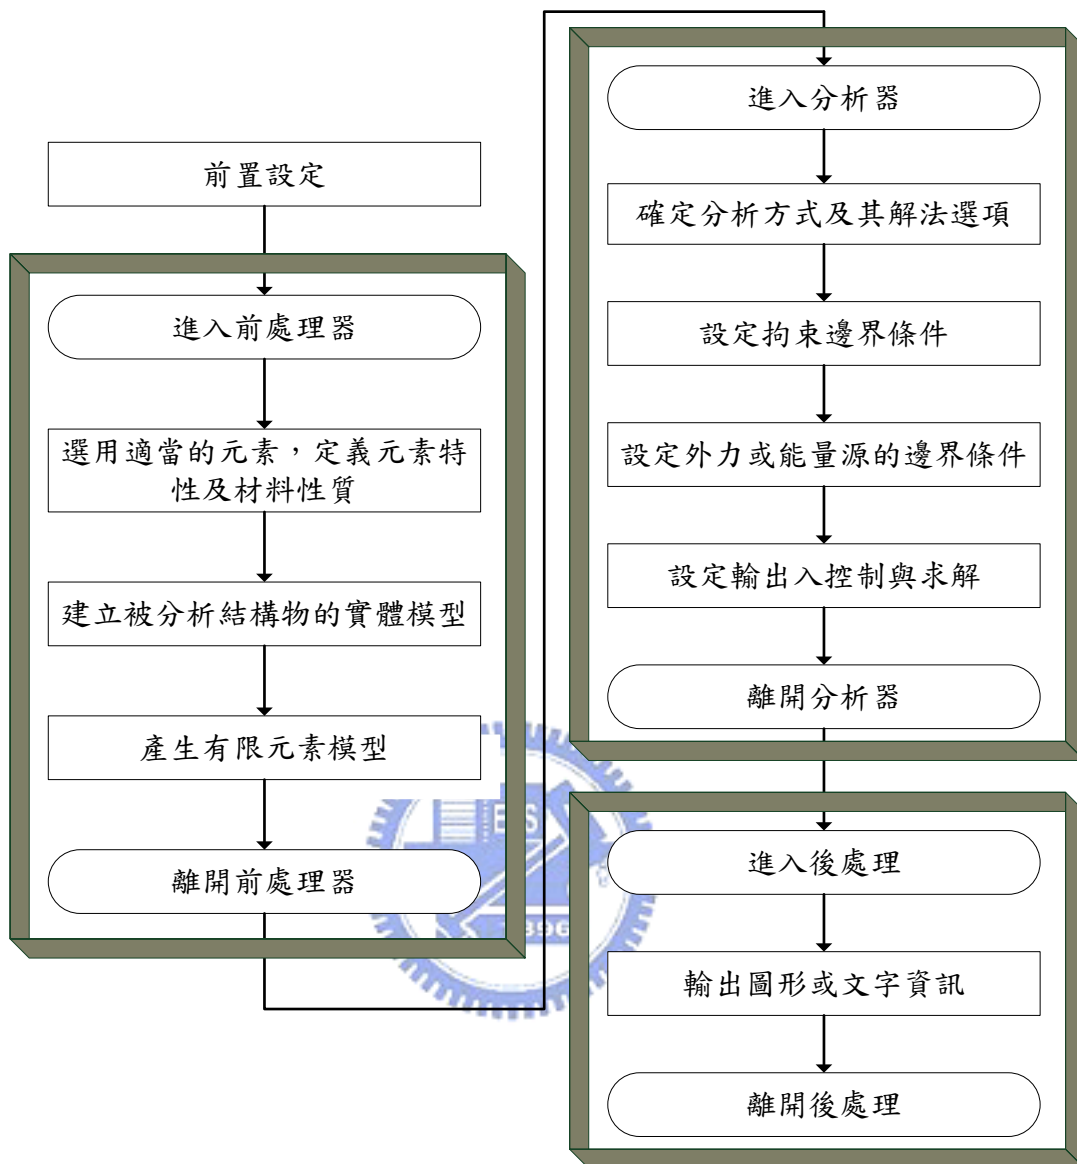 前置設定
進入前處理器
選用適當的元素，定義元素特
性及材料性質
建立被分析結構物的實體模型
產生有限元素模型
離開前處理器
進入分析器
確定分析方式及其解法選項
設定拘束邊界條件
設定外力或能量源的邊界條件
設定輸出入控制與求解
離開分析器
進入後處理
輸出圖形或文字資訊
離開後處理
ES
1896